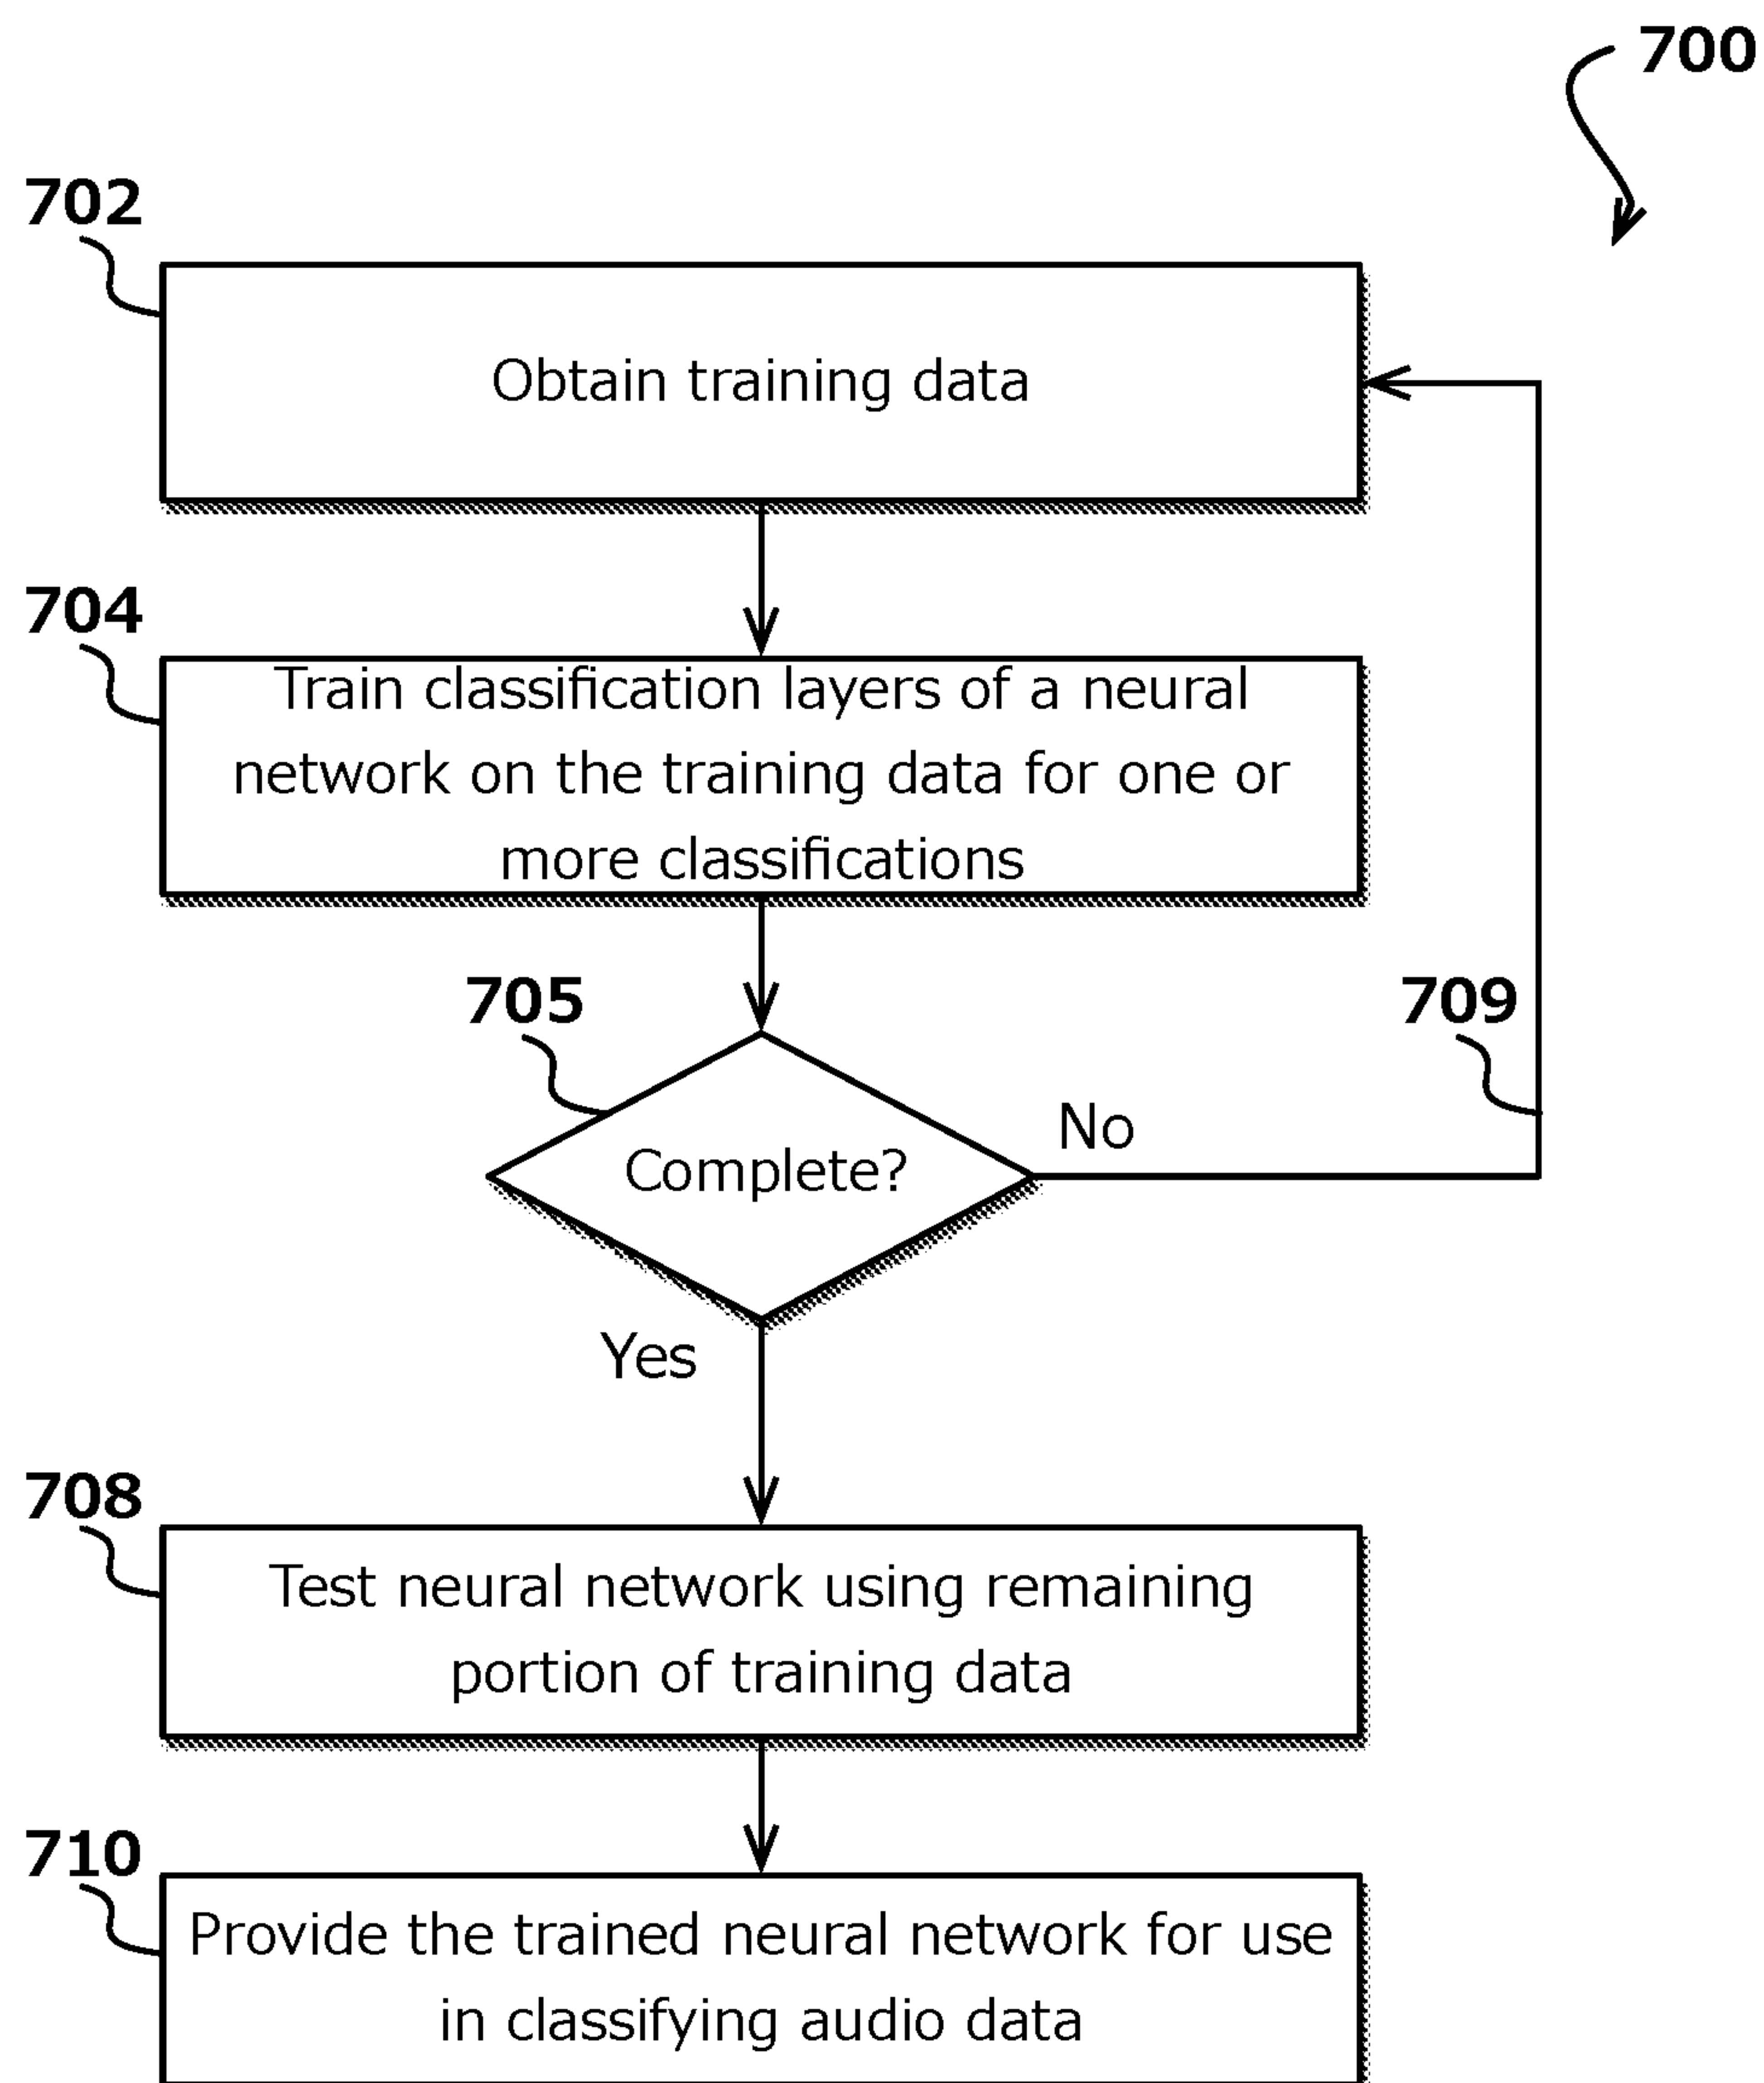 700
702
Obtain training data
704
Train classification layers of a neural
network on the training data for one or
more classifications
705
709
No
Complete?
Yes
708
Test neural network using remaining
portion of training data
710
Provide the trained neural network for use
in classifying audio data